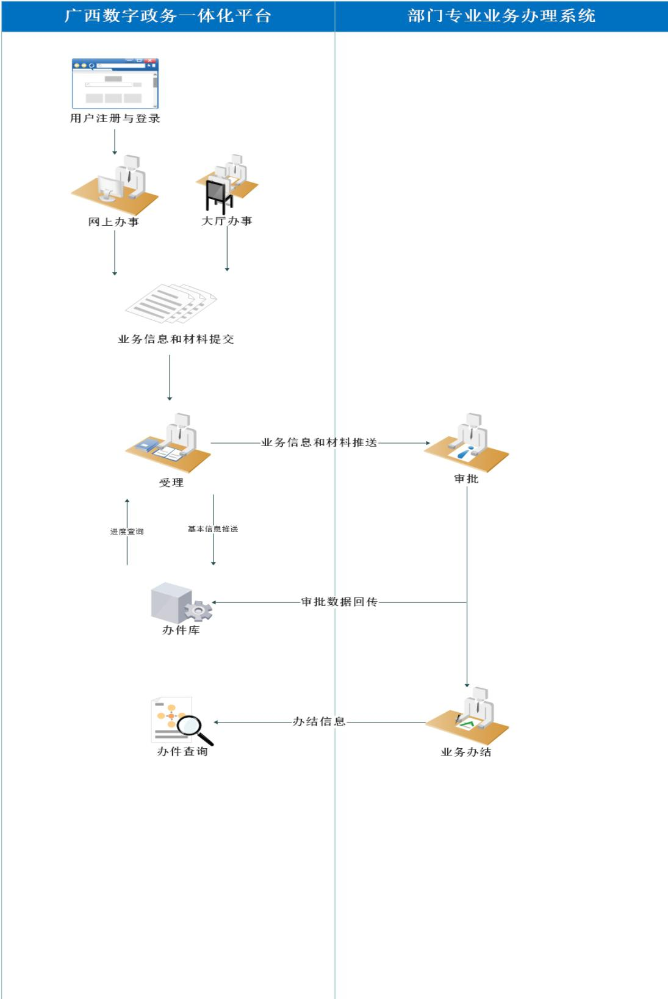 广西数字政务一体化平台
部门专业业务办理系统
用户注册与登录
网上办事
大厅办事
业务信息和材料提交
业务信息和材料推送
受理
审批
进度查询
基本信息推送
审批数据回传
办件库
办结信息
办件查询
业务办结